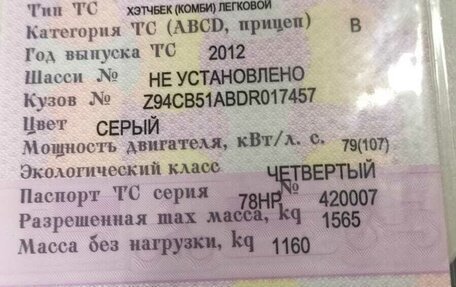 Тип ТС ХЭТЧБЕК (КОМБИ) ЛЕГКОВОЙ
Категория ТС (ABCD, прицеп) B
Год выпуска ТС 2012
Шасси № НЕ УСТАНОВЛЕНО
Кузов № Z94CB51ABDR017457
Цвет СЕРЫЙ
Мощность двигателя, кВт/л. с. 79(107)
Экологический класс ЧЕТВЕРТЫЙ
Паспорт ТС серия 78НР № 420007
Разрешенная max масса, kg 1565
Масса без нагрузки, kg 1160